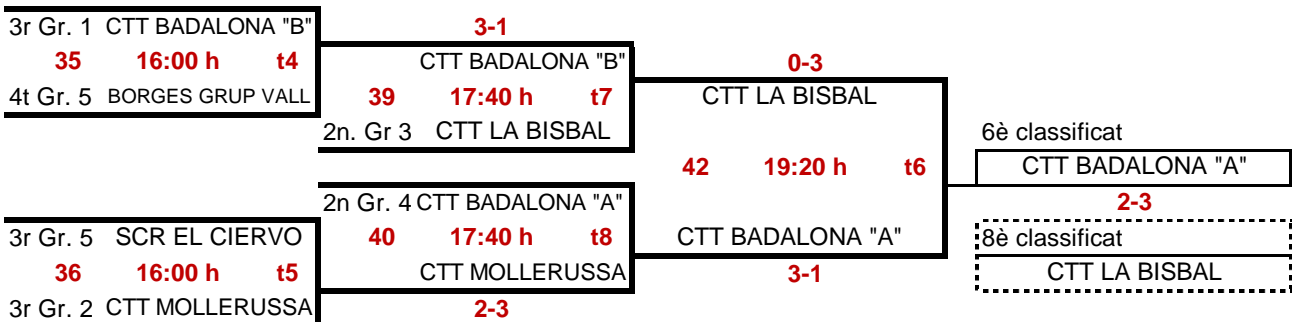 3r Gr. 1 CTT BADALONA "B"
35 16:00 h t4
4t Gr. 5 BORGES GRUP VALL
3-1
CTT BADALONA "B"
39 17:40 h t7
2n. Gr 3 CTT LA BISBAL
0-3
CTT LA BISBAL
42 19:20 h t6
CTT BADALONA "A"
3-1
2n Gr. 4 CTT BADALONA "A"
40 17:40 h t8
CTT MOLLERUSSA
2-3
3r Gr. 5 SCR EL CIERVO
36 16:00 h t5
3r Gr. 2 CTT MOLLERUSSA
6è classificat
CTT BADALONA "A"
2-3
8è classificat
CTT LA BISBAL